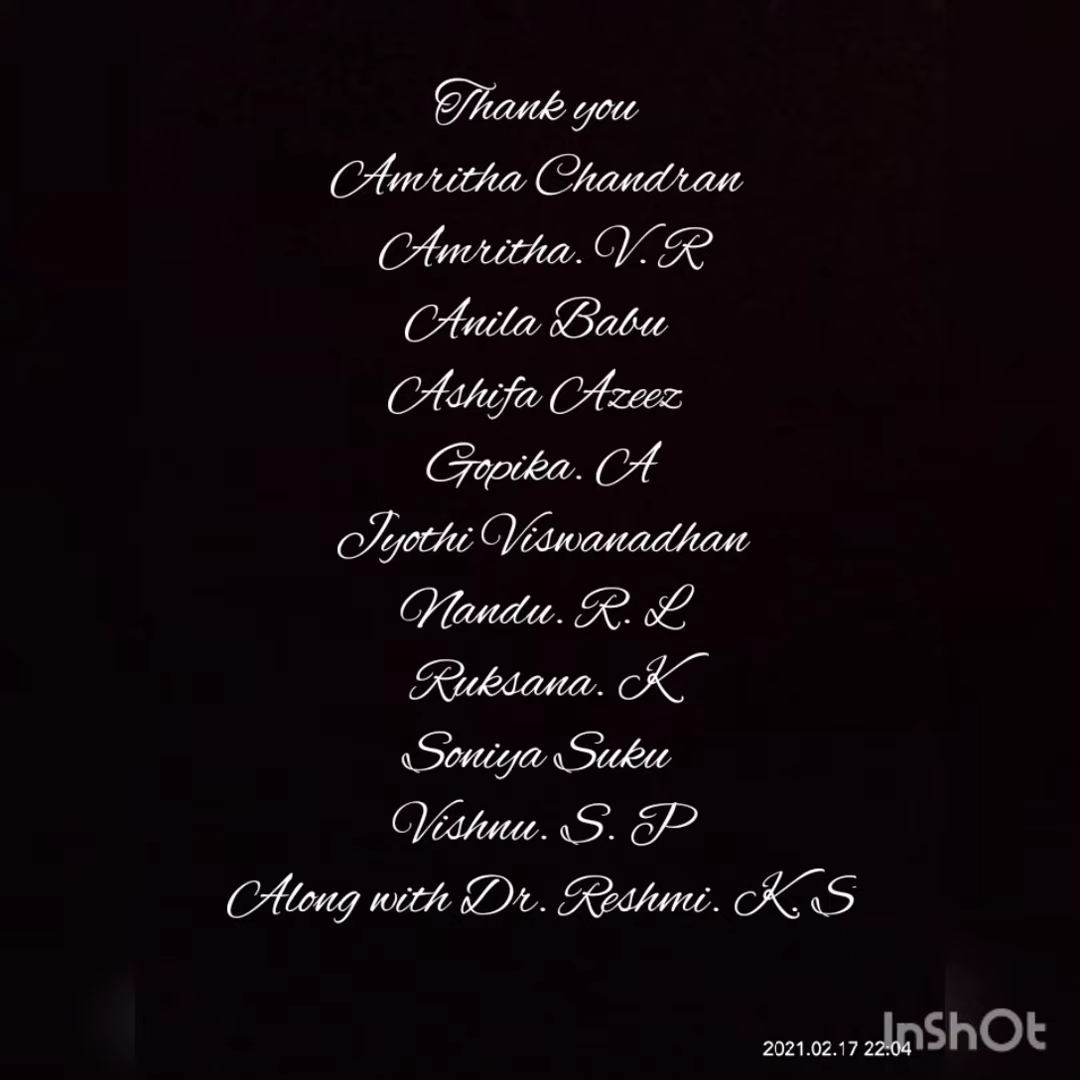 Thank you
Amritha Chandran
Amritha. V. R
Anila Babu
Ashifa Azeez
Gopika. A
Jyothi Viswanadhan
Nandu. R. L
Ruksana. K
Soniya Suku
Vishnu. S. P
Along with Dr. Reshmi. K. S
InShOt
2021.02.17 22:04